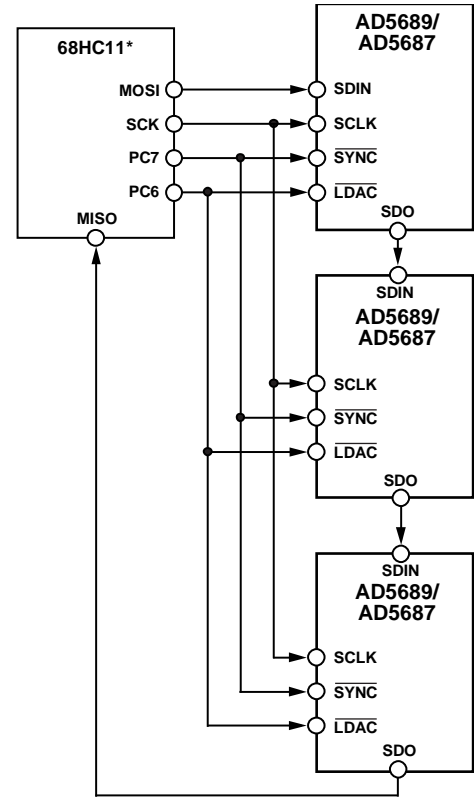 68HC11*
MOSI
SCK
PC7
PC6
MISO
AD5689/
AD5687
SDIN
SCLK
SYNC
LDAC
SDO
SDIN
AD5689/
AD5687
SCLK
SYNC
LDAC
SDO
SDIN
AD5689/
AD5687
SCLK
SYNC
LDAC
SDO